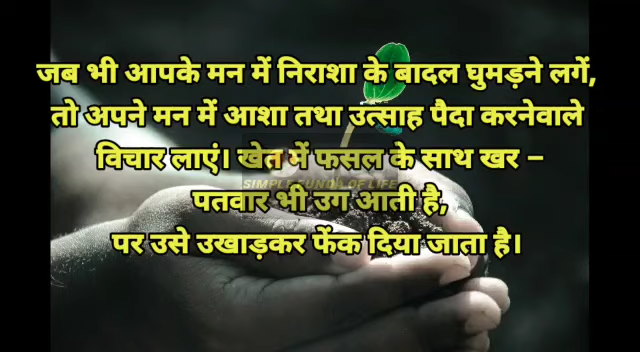 जब भी आपके मन में निराशा के बादल घुमड़ने लगें,
तो अपने मन में आशा तथा उत्साह पैदा करनेवाले
विचार लाएं। खेत में फसल के साथ खर –
SIMPLE FUNDA OF LIFE
पतवार भी उग आती है,
पर उसे उखाड़कर फेंक दिया जाता है।